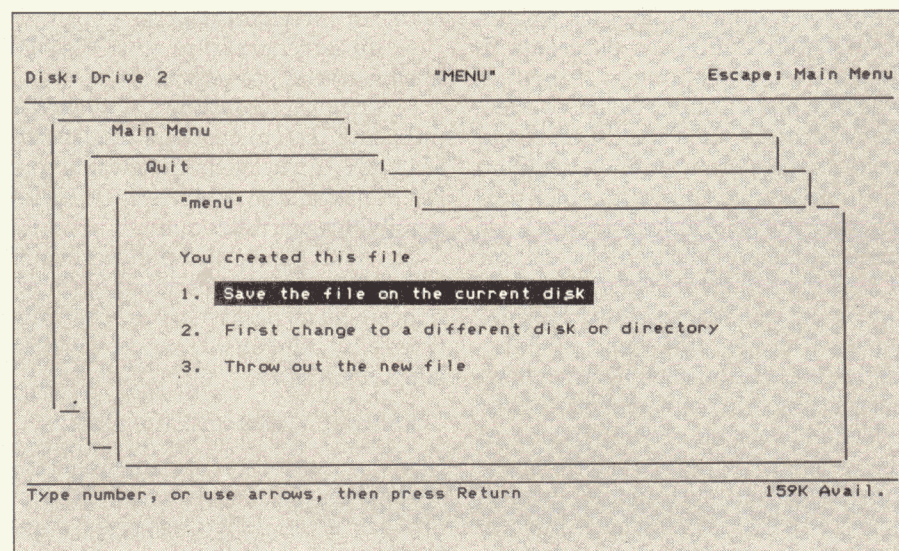 Disk: Drive 2 "MENU" Escape: Main Menu
Main Menu
Quit
"menu"
You created this file
1. Save the file on the current disk
2. First change to a different disk or directory
3. Throw out the new file
Type number, or use arrows, then press Return 159K Avail.